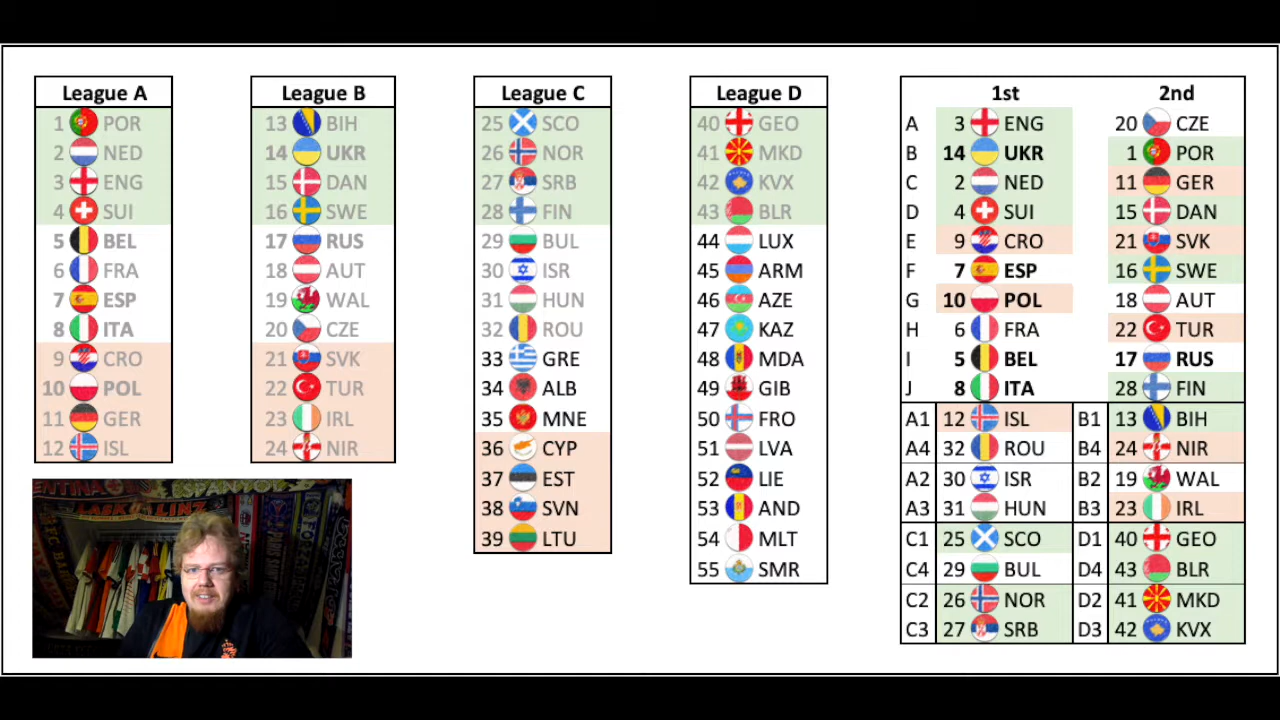 League A
1 POR
2 NED
3 ENG
4 SUI
5 BEL
6 FRA
7 ESP
8 ITA
9 CRO
10 POL
11 GER
12 ISL
League B
13 BIH
14 UKR
15 DAN
16 SWE
17 RUS
18 AUT
19 WAL
20 CZE
21 SVK
22 TUR
23 IRL
24 NIR
League C
25 SCO
26 NOR
27 SRB
28 FIN
29 BUL
30 ISR
31 HUN
32 ROU
33 GRE
34 ALB
35 MNE
36 CYP
37 EST
38 SVN
39 LTU
League D
40 GEO
41 MKD
42 KVX
43 BLR
44 LUX
45 ARM
46 AZE
47 KAZ
48 MDA
49 GIB
50 FRO
51 LVA
52 LIE
53 AND
54 MLT
55 SMR
1st 2nd
A 3 ENG 20 CZE
B 14 UKR 1 POR
C 2 NED 11 GER
D 4 SUI 15 DAN
E 9 CRO 21 SVK
F 7 ESP 16 SWE
G 10 POL 18 AUT
H 6 FRA 22 TUR
I 5 BEL 17 RUS
J 8 ITA 28 FIN
A1 12 ISL B1 13 BIH
A4 32 ROU B4 24 NIR
A2 30 ISR B2 19 WAL
A3 31 HUN B3 23 IRL
C1 25 SCO D1 40 GEO
C4 29 BUL D4 43 BLR
C2 26 NOR D2 41 MKD
C3 27 SRB D3 42 KVX
LASK LINZ